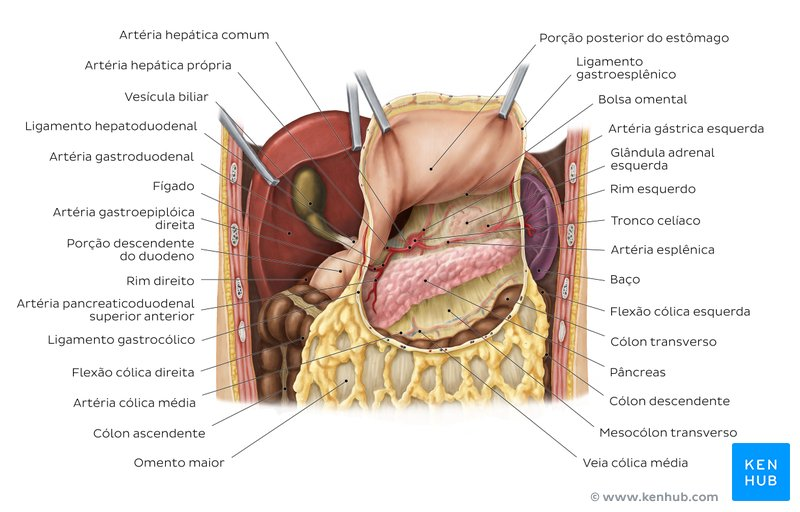 Artéria hepática comum
Artéria hepática própria
Vesícula biliar
Ligamento hepatoduodenal
Artéria gastroduodenal
Fígado
Artéria gastroepiplóica
direita
Porção descendente
do duodeno
Rim direito
Artéria pancreaticoduodenal
superior anterior
Ligamento gastrocólico
Flexão cólica direita
Artéria cólica média
Cólon ascendente
Omento maior
Porção posterior do estômago
Ligamento
gastroesplênico
Bolsa omental
Artéria gástrica esquerda
Glândula adrenal
esquerda
Rim esquerdo
Tronco celíaco
Artéria esplênica
Baço
Flexão cólica esquerda
Cólon transverso
Pâncreas
Cólon descendente
Mesocólon transverso
Veia cólica média
KEN
HUB
© www.kenhub.com